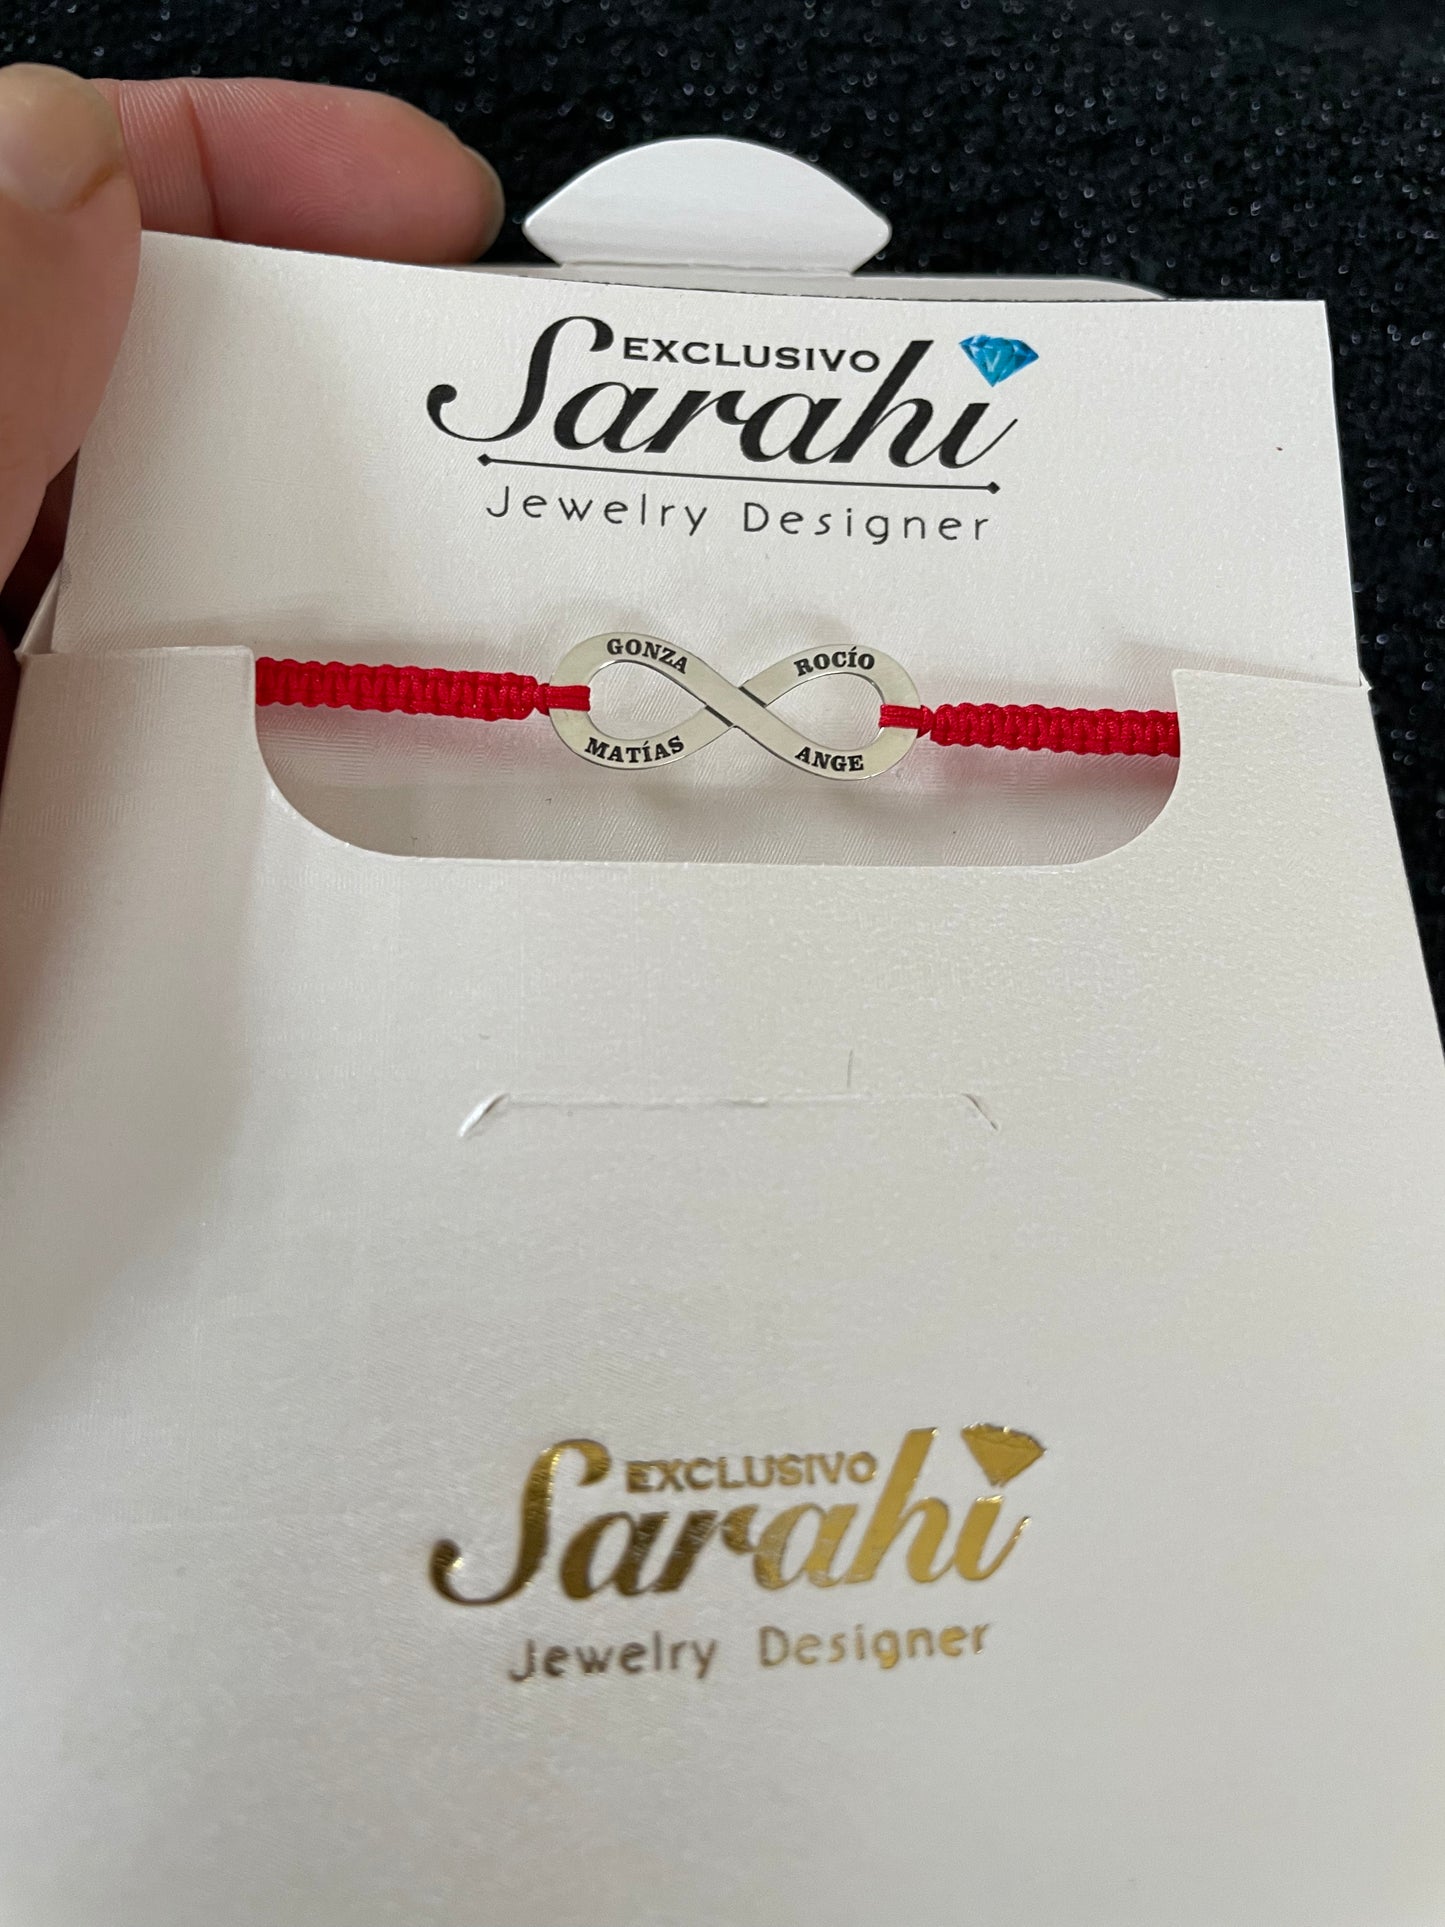 EXCLUSIVO
Sarahi
Jewelry Designer
GONZA ROCÍO
MATÍAS ANGE
EXCLUSIVO
Sarahi
Jewelry Designer